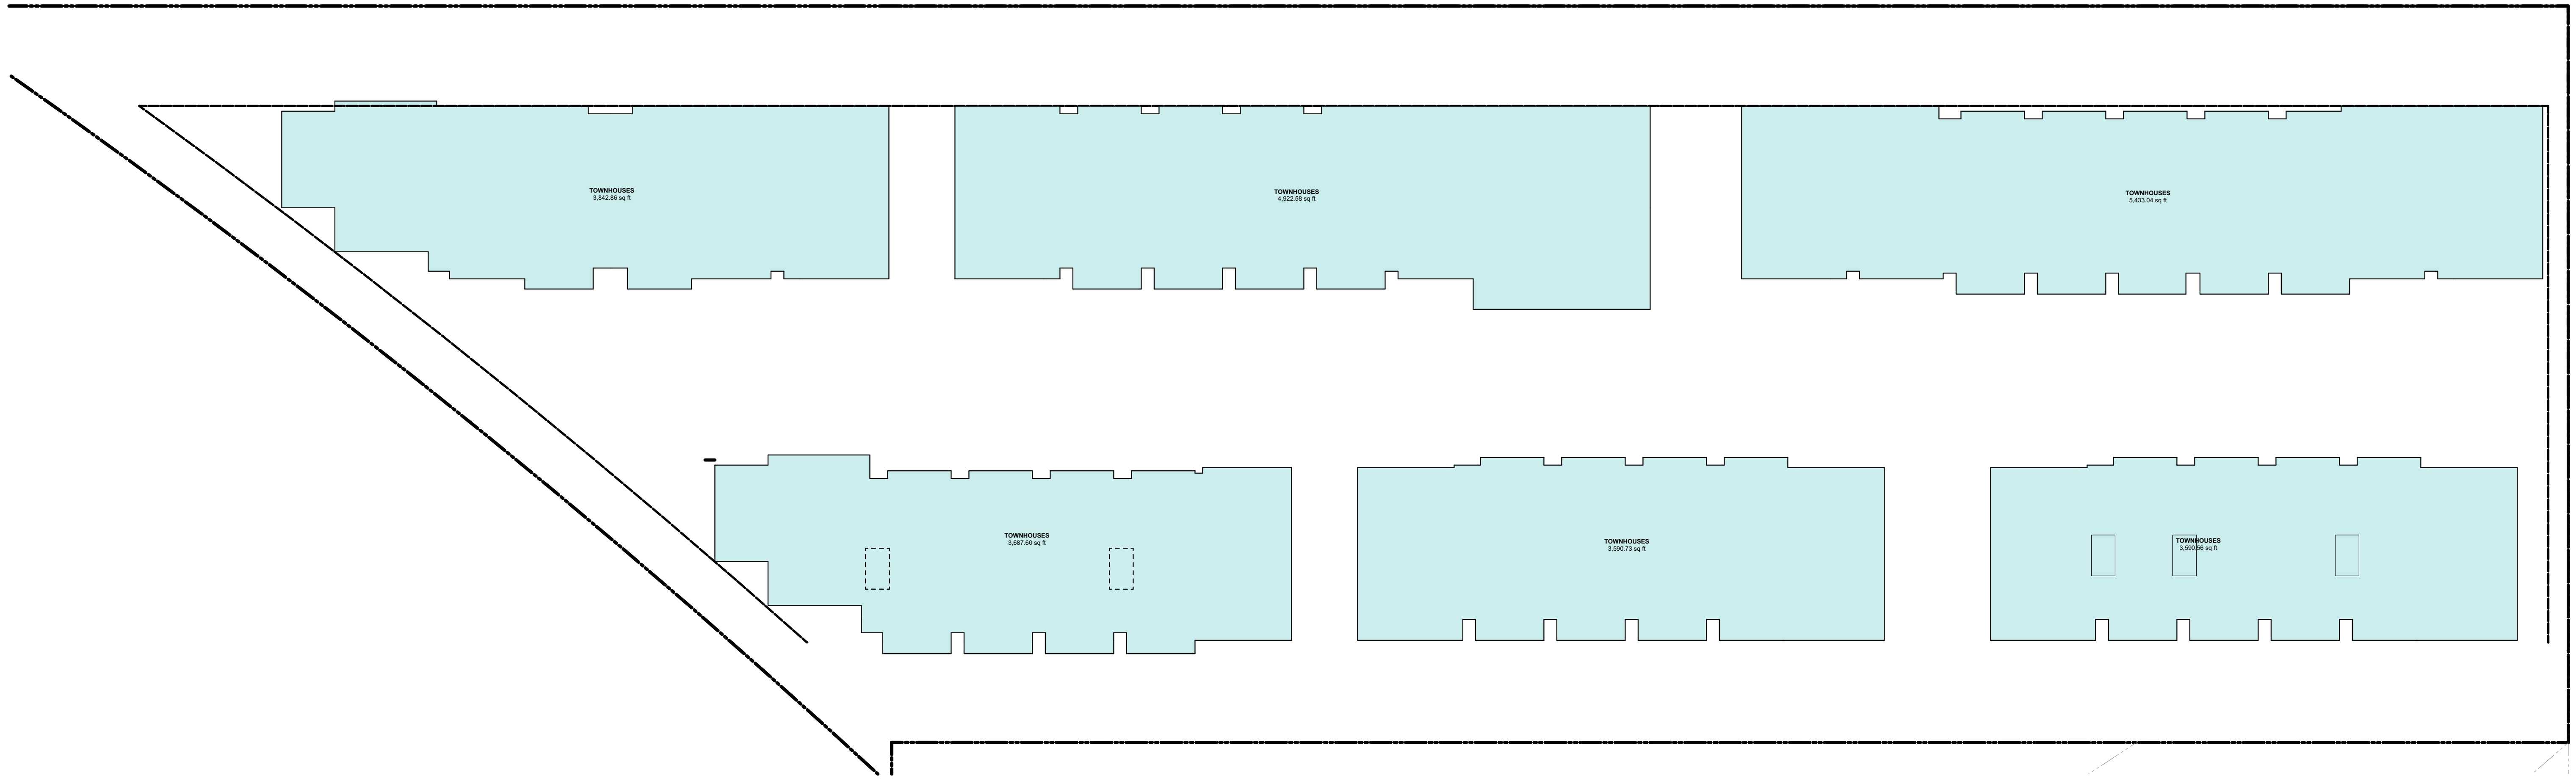 TOWNHOUSES
3,842.86 sq ft
TOWNHOUSES
4,922.58 sq ft
TOWNHOUSES
5,433.04 sq ft
TOWNHOUSES
3,687.60 sq ft
TOWNHOUSES
3,590.73 sq ft
TOWNHOUSES
3,590.56 sq ft